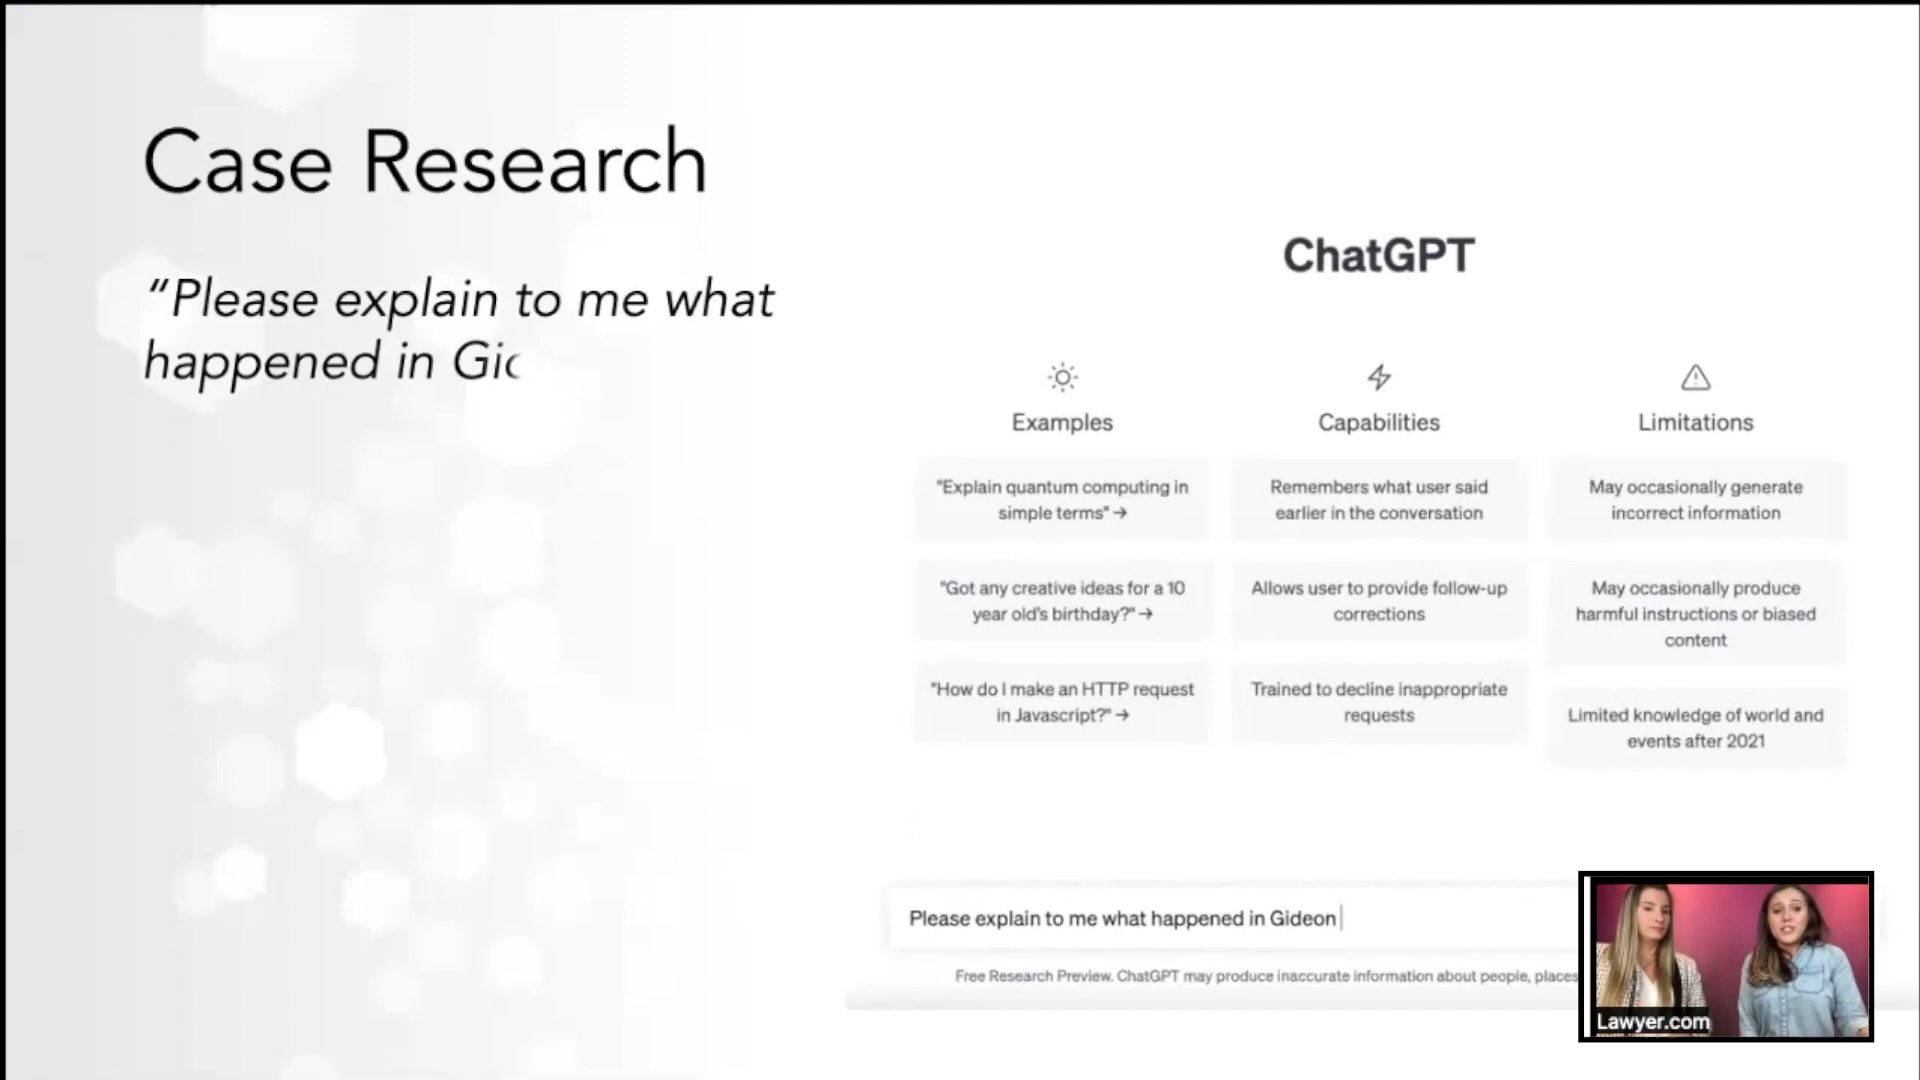 Case Research
“Please explain to me what
happened in Gid
ChatGPT
Examples
"Explain quantum computing in
simple terms" →
"Got any creative ideas for a 10
year old's birthday?" →
"How do I make an HTTP request
in Javascript?" →
Capabilities
Remembers what user said
earlier in the conversation
Allows user to provide follow-up
corrections
Trained to decline inappropriate
requests
Limitations
May occasionally generate
incorrect information
May occasionally produce
harmful instructions or biased
content
Limited knowledge of world and
events after 2021
Please explain to me what happened in Gideon
Free Research Preview. ChatGPT may produce inaccurate information about people, places
Lawyer.com